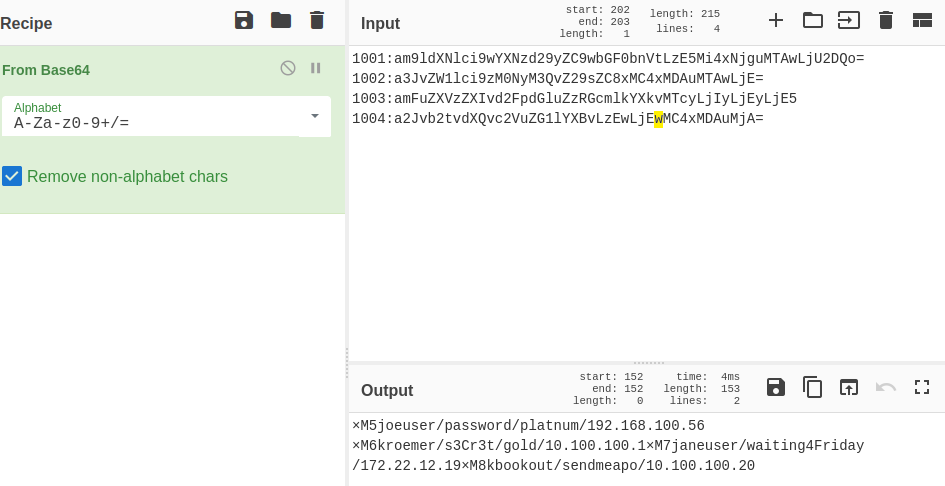 Recipe
From Base64
Alphabet
A-Za-z0-9+/=
Remove non-alphabet chars
Input
start: 202
end: 203
length: 1
length: 215
lines: 4
1001:am9ldXNlci9wYXNzd29yZC9wbGF0bnVtLzE5Mi4xNjguMTAwLjU2DQo=
1002:a3JvZW1lci9zM0NyM3QvZ29sZC8xMC4xMDAuMTAwLjE=
1003:amFuZXVzZXIvd2FpdGluZzRGcmlkYXkvMTcyLjIyLjEyLjE5
1004:a2Jvb2tvdXQvc2VuZG1lYXBvLzEwLjEwMC4xMDAuMjA=
Output
start: 152
end: 152
length: 0
time: 4ms
length: 153
lines: 2
×M5joeuser/password/platnum/192.168.100.56
×M6kroemer/s3Cr3t/gold/10.100.100.1×M7janeuser/waiting4Friday
/172.22.12.19×M8kbookout/sendmeapo/10.100.100.20